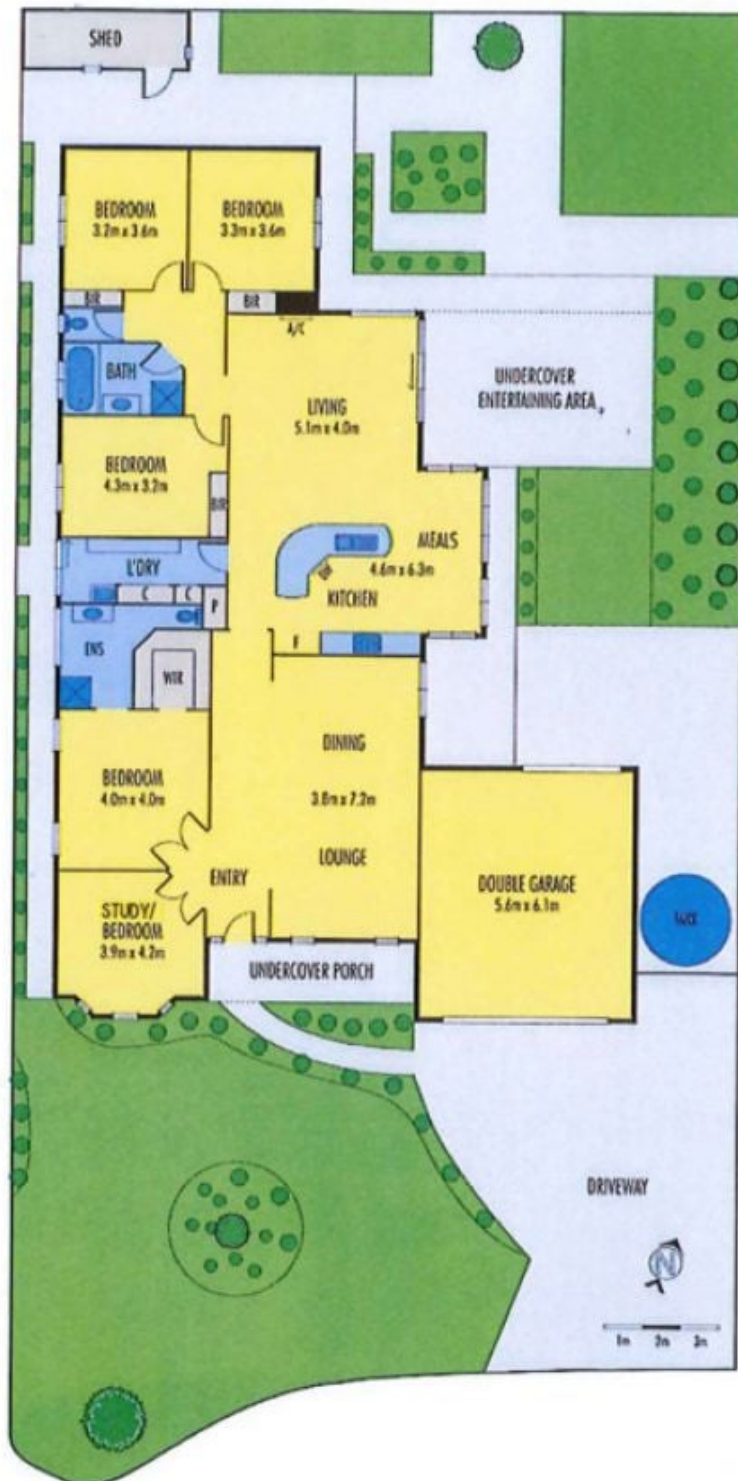 SHED
BEDROOM
3.2m x 3.6m
BEDROOM
3.3m x 3.6m
BIR
BIR
A/C
BATH
LIVING
5.1m x 4.0m
UNDERCOVER
ENTERTAINING AREA
BEDROOM
4.3m x 3.2m
BIR
MEALS
4.6m x 6.3m
L'DRY
DW
KITCHEN
C
C
P
ENS
WIR
F
DINING
3.8m x 7.2m
LOUNGE
BEDROOM
4.0m x 4.0m
ENTRY
DOUBLE GARAGE
5.6m x 6.1m
STUDY/
BEDROOM
3.9m x 4.2m
UNDERCOVER PORCH
DRIVEWAY
N
1m 2m 3m